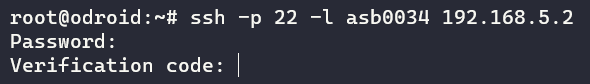 root@odroid:~# ssh -p 22 -l asb0034 192.168.5.2
Password:
Verification code: